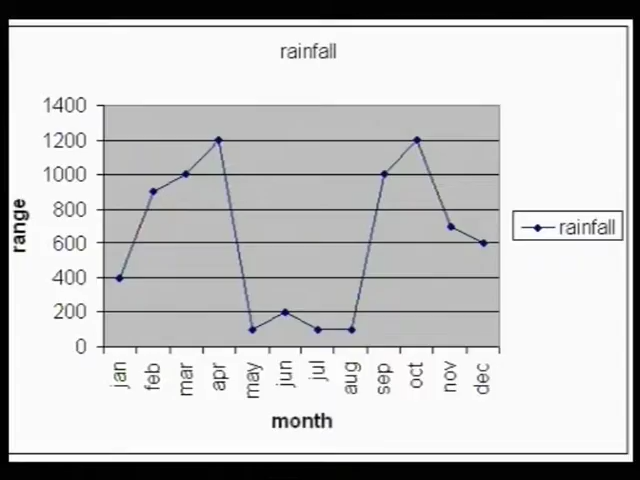 rainfall
1400
1200
1000
800
600
400
200
0
range
jan feb mar apr may jun jul aug sep oct nov dec
month
rainfall